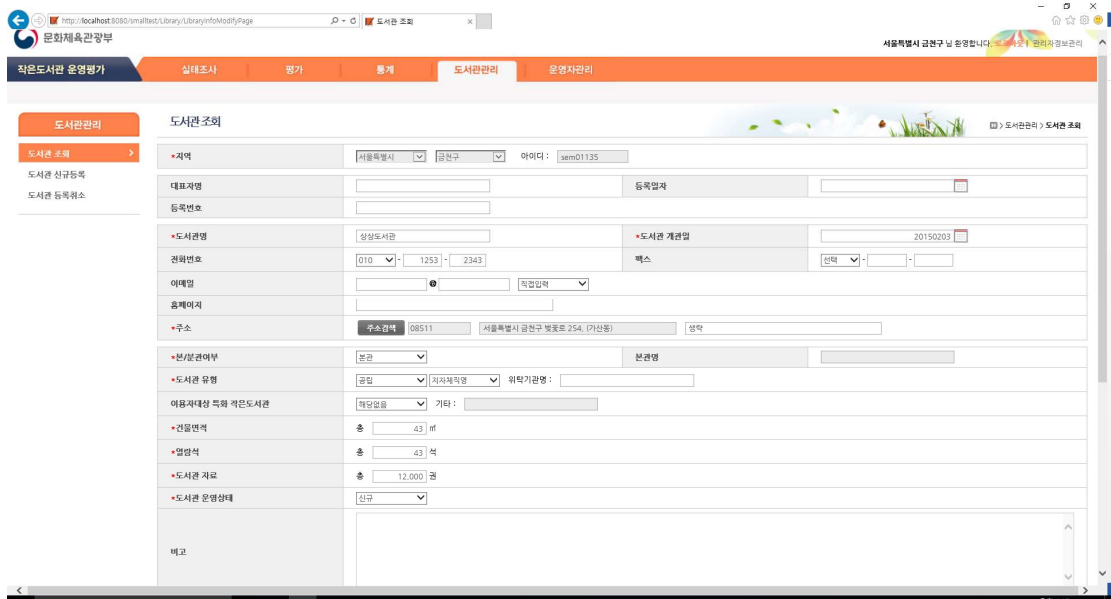 http://localhost:8080/smalltest/Library/LibraryInfoModifyPage
도서관 조회
문화체육관광부
서울특별시 금천구 님 환영합니다. 로그아웃 | 관리자정보관리
작은도서관 운영평가 실태조사 평가 통계 도서관관리 운영자관리
도서관관리
도서관 조회
도서관 신규등록
도서관 등록취소
도서관 조회
> 도서관관리 > 도서관 조회
*지역 서울특별시 금천구 아이디 : sem01135
대표자명 등록일자
등록번호
*도서관명 상상도서관 *도서관 개관일 20150203
전화번호 010 - 1253 - 2343 팩스 선택 - -
이메일 @ 직접입력
홈페이지
*주소 주소검색 08511 서울특별시 금천구 벚꽃로 254, (가산동) 생략
*본/분관여부 본관 본관명
*도서관 유형 공립 지자체직영 위탁기관명 :
이용자대상 특화 작은도서관 해당없음 기타 :
*건물면적 총 43 ㎡
*열람석 총 43 석
*도서관 자료 총 12,000 권
*도서관 운영상태 신규
비고